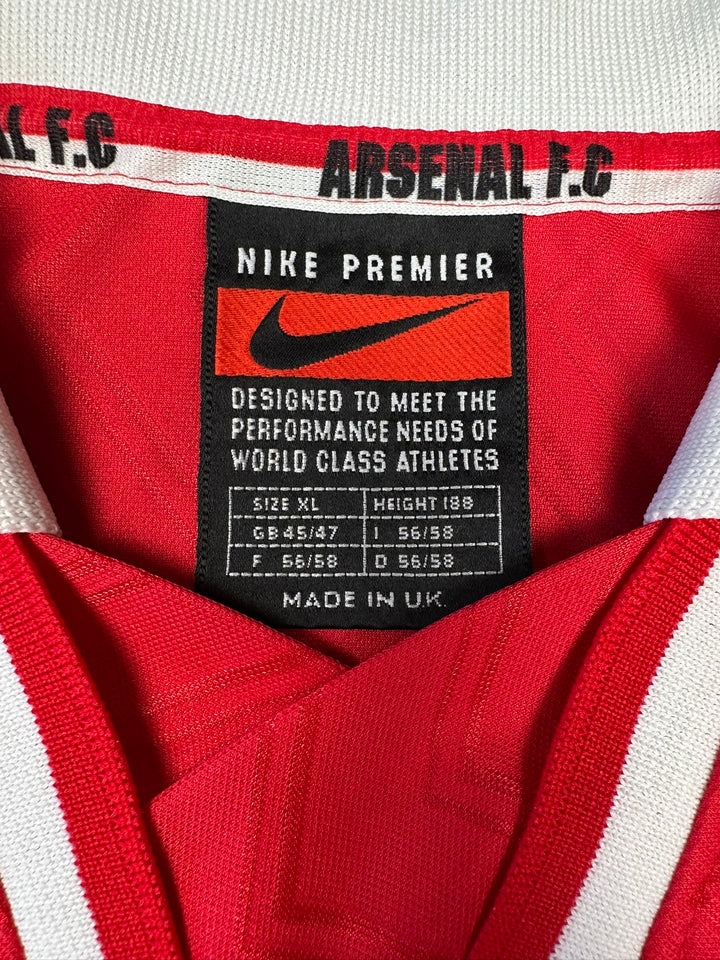 AL F.C ARSENAL F.C
NIKE PREMIER
DESIGNED TO MEET THE
PERFORMANCE NEEDS OF
WORLD CLASS ATHLETES
SIZE XL HEIGHT 188
GB 45/47 I 56/58
F 56/58 D 56/58
MADE IN U.K.